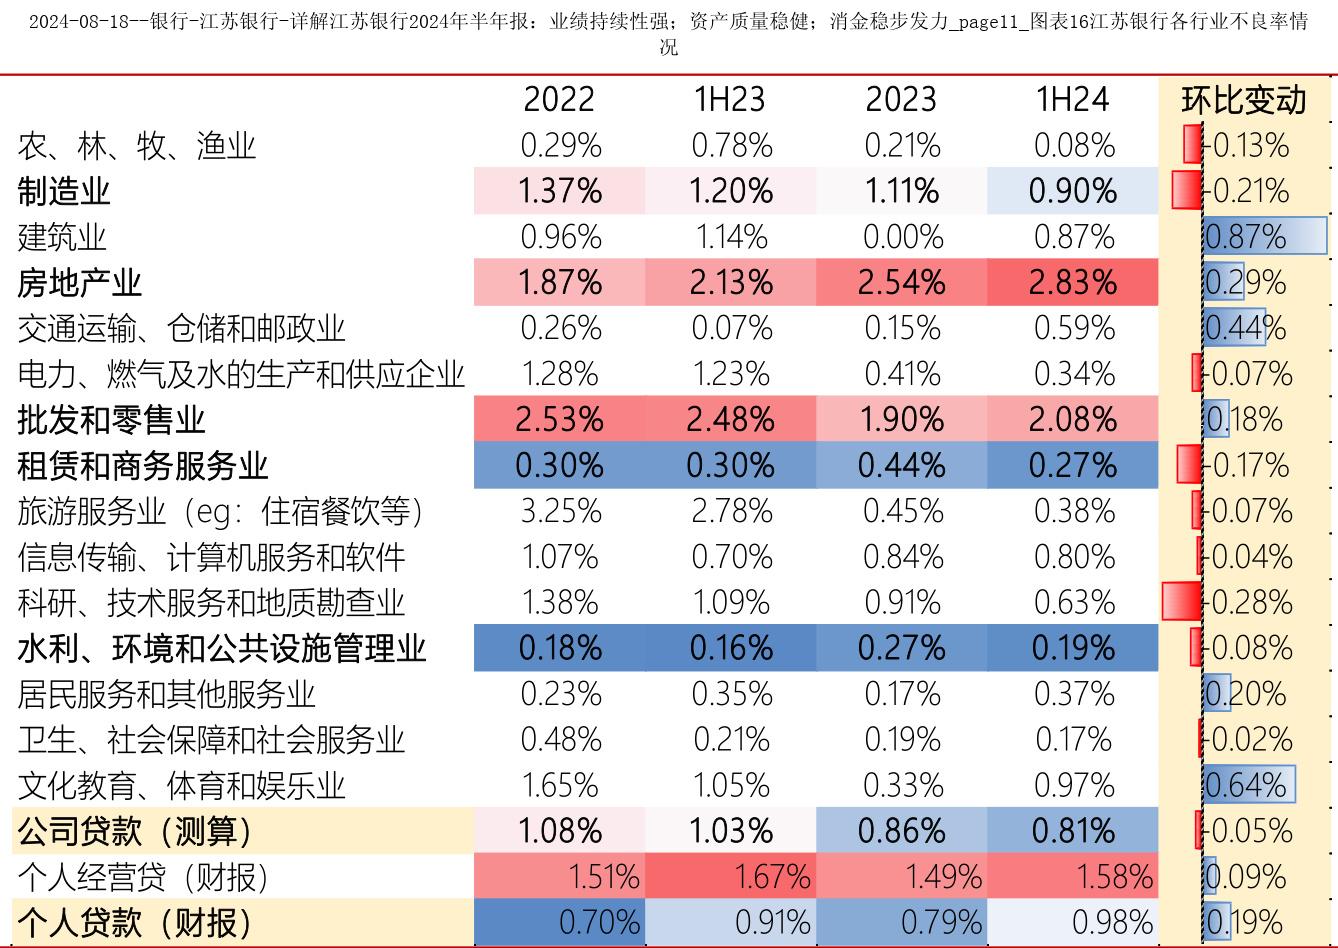 2024-08-18--银行-江苏银行-详解江苏银行2024年半年报：业绩持续性强；资产质量稳健；消金稳步发力_page11_图表16江苏银行各行业不良率情
况
2022 1H23 2023 1H24 环比变动
农、林、牧、渔业 0.29% 0.78% 0.21% 0.08% -0.13%
制造业 1.37% 1.20% 1.11% 0.90% -0.21%
建筑业 0.96% 1.14% 0.00% 0.87% 0.87%
房地产业 1.87% 2.13% 2.54% 2.83% 0.29%
交通运输、仓储和邮政业 0.26% 0.07% 0.15% 0.59% 0.44%
电力、燃气及水的生产和供应企业 1.28% 1.23% 0.41% 0.34% -0.07%
批发和零售业 2.53% 2.48% 1.90% 2.08% 0.18%
租赁和商务服务业 0.30% 0.30% 0.44% 0.27% -0.17%
旅游服务业（eg：住宿餐饮等） 3.25% 2.78% 0.45% 0.38% -0.07%
信息传输、计算机服务和软件 1.07% 0.70% 0.84% 0.80% -0.04%
科研、技术服务和地质勘查业 1.38% 1.09% 0.91% 0.63% -0.28%
水利、环境和公共设施管理业 0.18% 0.16% 0.27% 0.19% -0.08%
居民服务和其他服务业 0.23% 0.35% 0.17% 0.37% 0.20%
卫生、社会保障和社会服务业 0.48% 0.21% 0.19% 0.17% -0.02%
文化教育、体育和娱乐业 1.65% 1.05% 0.33% 0.97% 0.64%
公司贷款（测算） 1.08% 1.03% 0.86% 0.81% -0.05%
个人经营贷（财报） 1.51% 1.67% 1.49% 1.58% 0.09%
个人贷款（财报） 0.70% 0.91% 0.79% 0.98% 0.19%